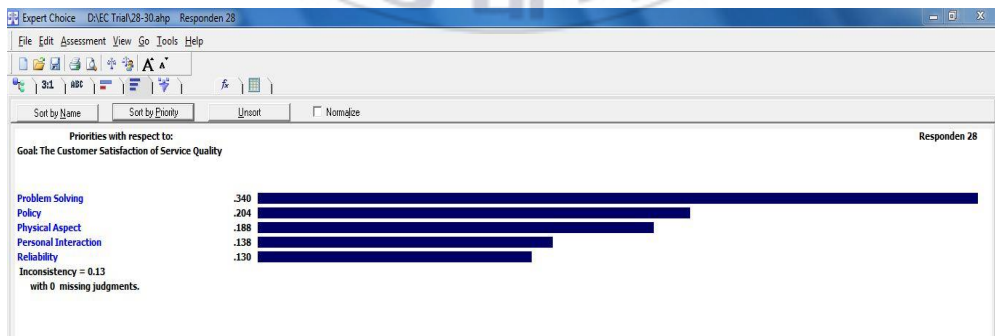 Expert Choice D:\EC Trial\28-30.ahp Responden 28
File Edit Assessment View Go Tools Help
A A
3:1 ABC fx
Sort by Name Sort by Priority Unsort Normalize
Priorities with respect to: Responden 28
Goal: The Customer Satisfaction of Service Quality
Problem Solving .340
Policy .204
Physical Aspect .188
Personal Interaction .138
Reliability .130
Inconsistency = 0.13
with 0 missing judgments.